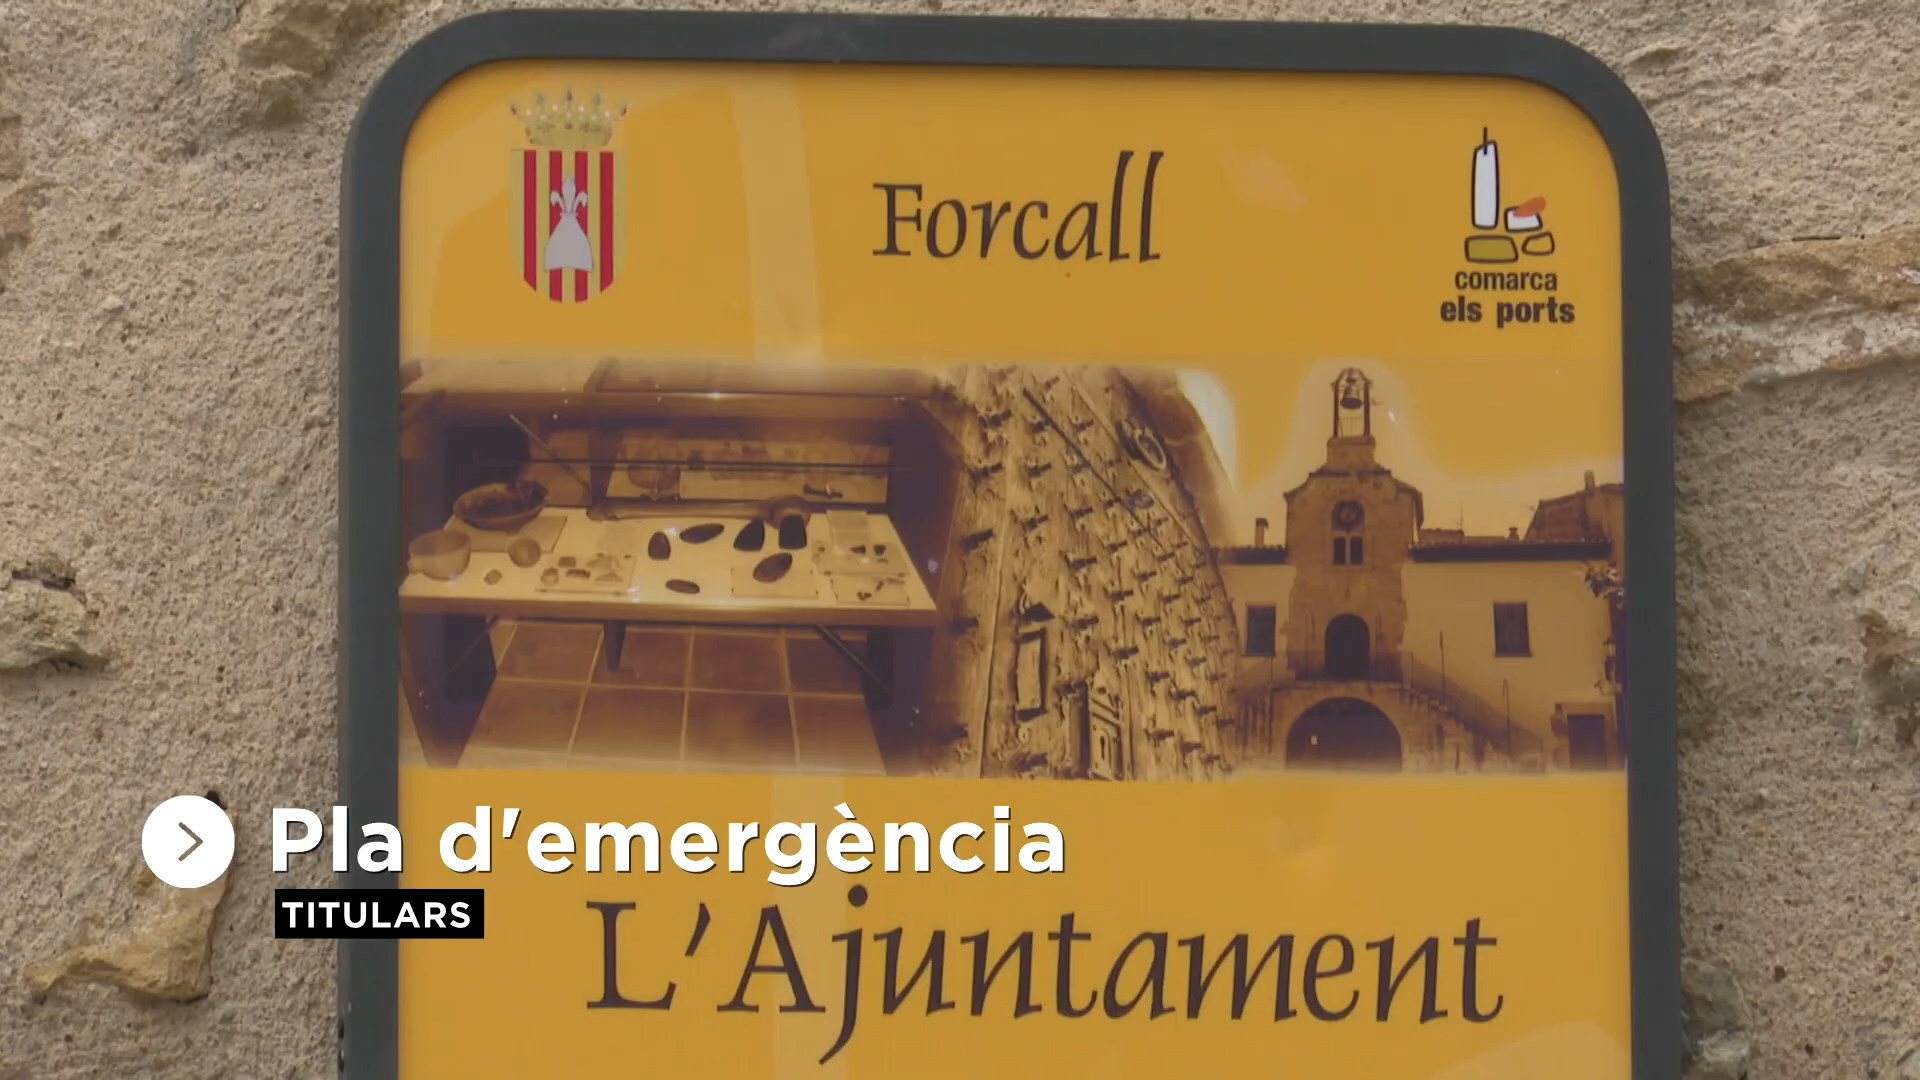 Forcall
comarca
els ports
Pla d'emergència
TITULARS
L'Ajuntament